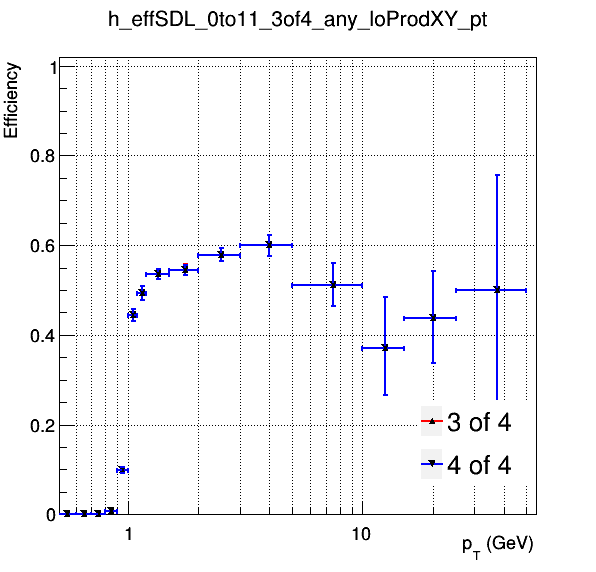 h_effSDL_0to11_3of4_any_loProdXY_pt
Efficiency
1
0.8
0.6
0.4
0.2
0
3 of 4
4 of 4
1
10
p_T (GeV)